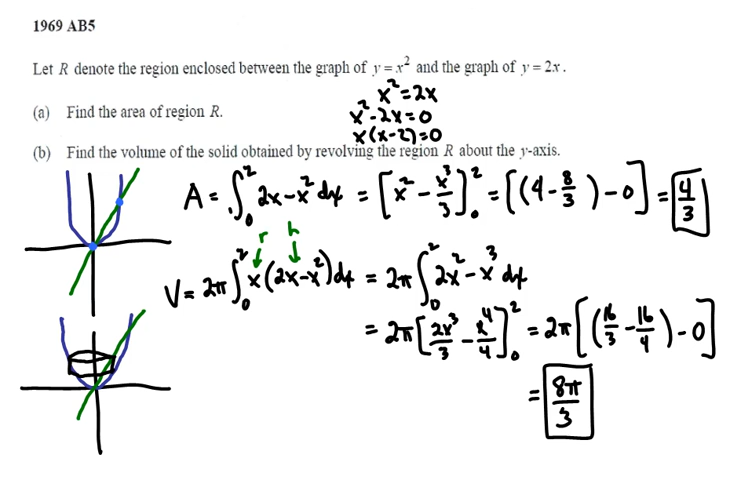 1969 AB5
Let R denote the region enclosed between the graph of y = x² and the graph of y = 2x.
x² = 2x
(a) Find the area of region R.
x² - 2x = 0
x(x-2) = 0
(b) Find the volume of the solid obtained by revolving the region R about the y-axis.
A = ∫₀² 2x - x² dx = [x² - x³/3]₀² = [(4 - 8/3) - 0] = 4/3
r h
V = 2π ∫₀² x(2x - x²)dx = 2π ∫₀² 2x² - x³ dx
= 2π [2x³/3 - x⁴/4]₀² = 2π [(16/3 - 16/4) - 0]
= 8π/3